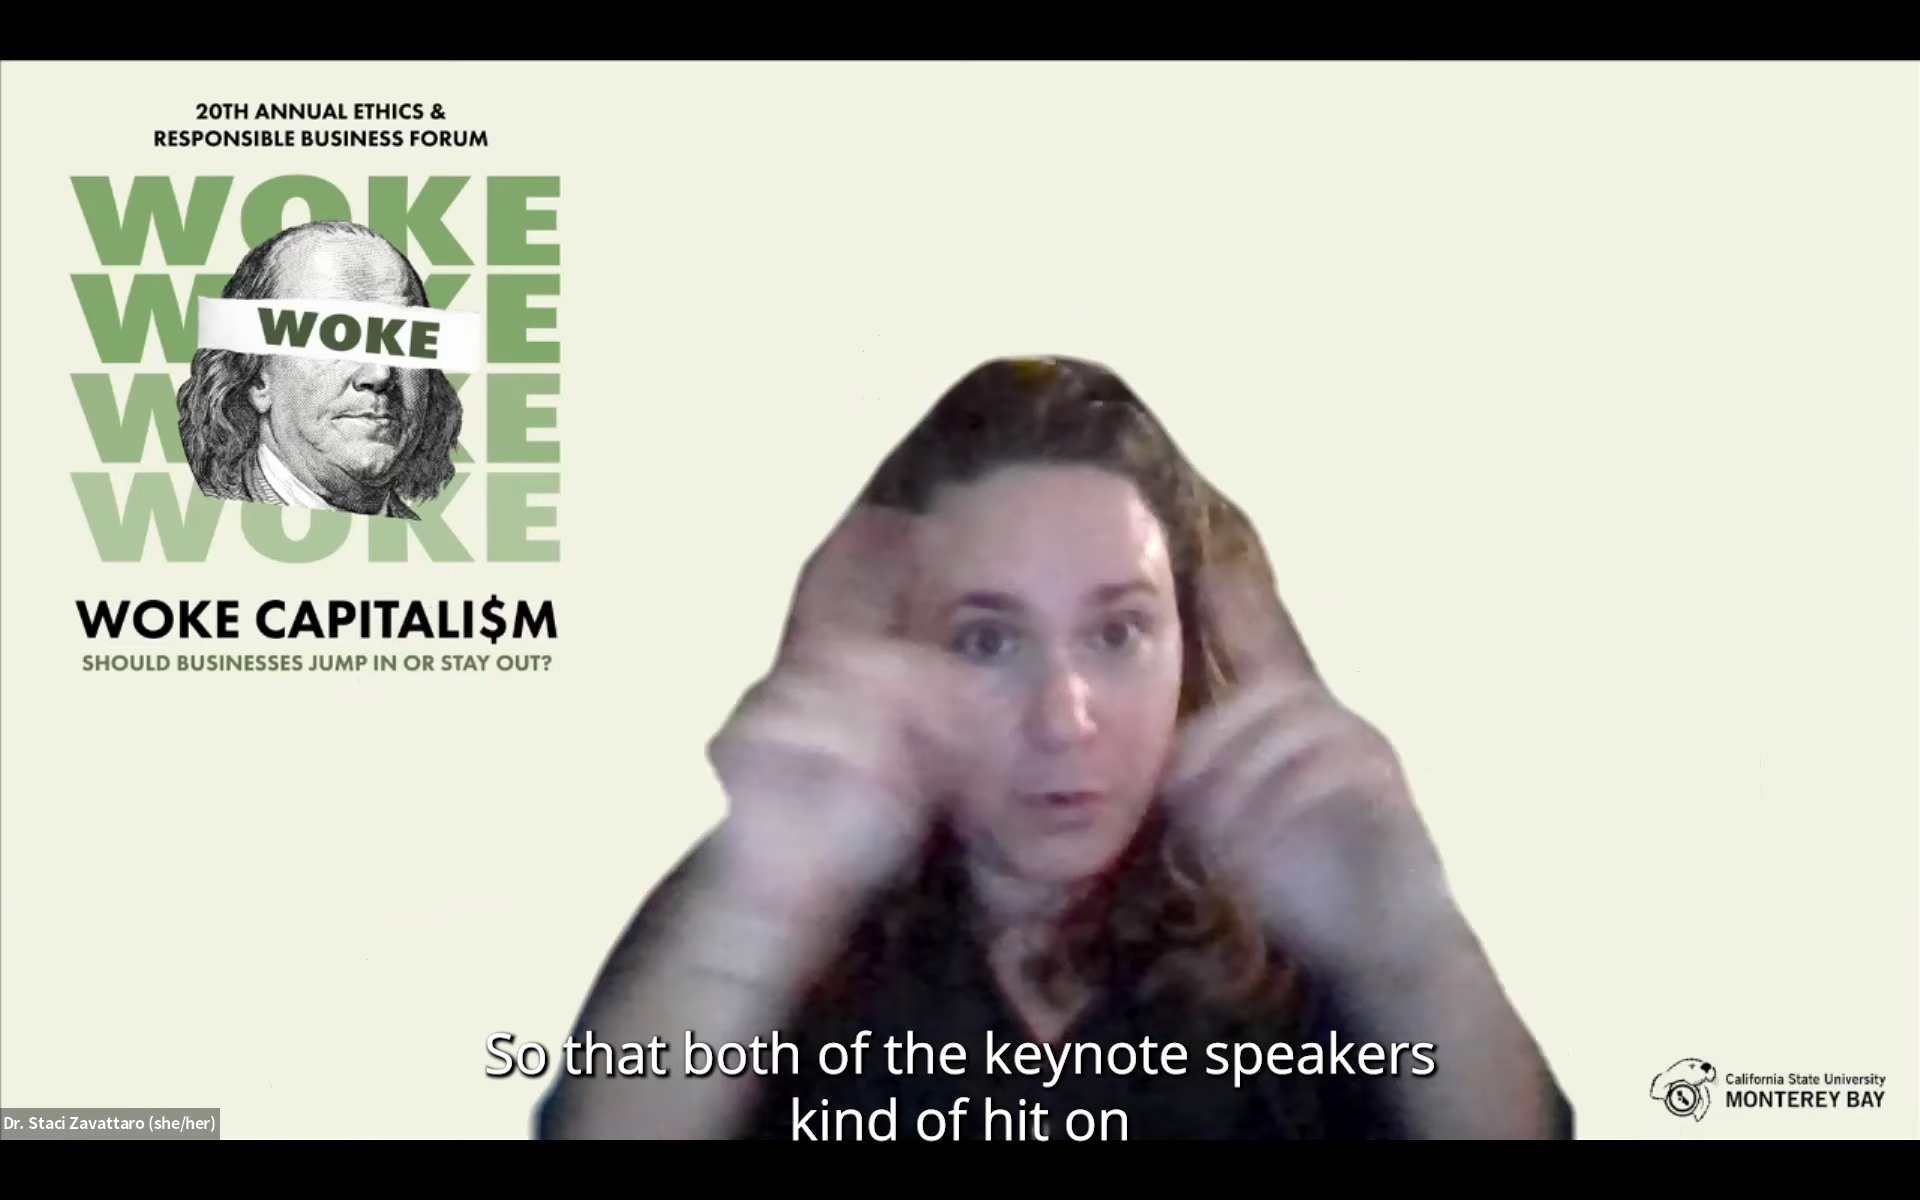 20TH ANNUAL ETHICS &
RESPONSIBLE BUSINESS FORUM
WOKE
WOKE
WOKE
WOKE
WOKE
WOKE CAPITALI$M
SHOULD BUSINESSES JUMP IN OR STAY OUT?
So that both of the keynote speakers
kind of hit on
Dr. Staci Zavattaro (she/her)
California State University
MONTEREY BAY